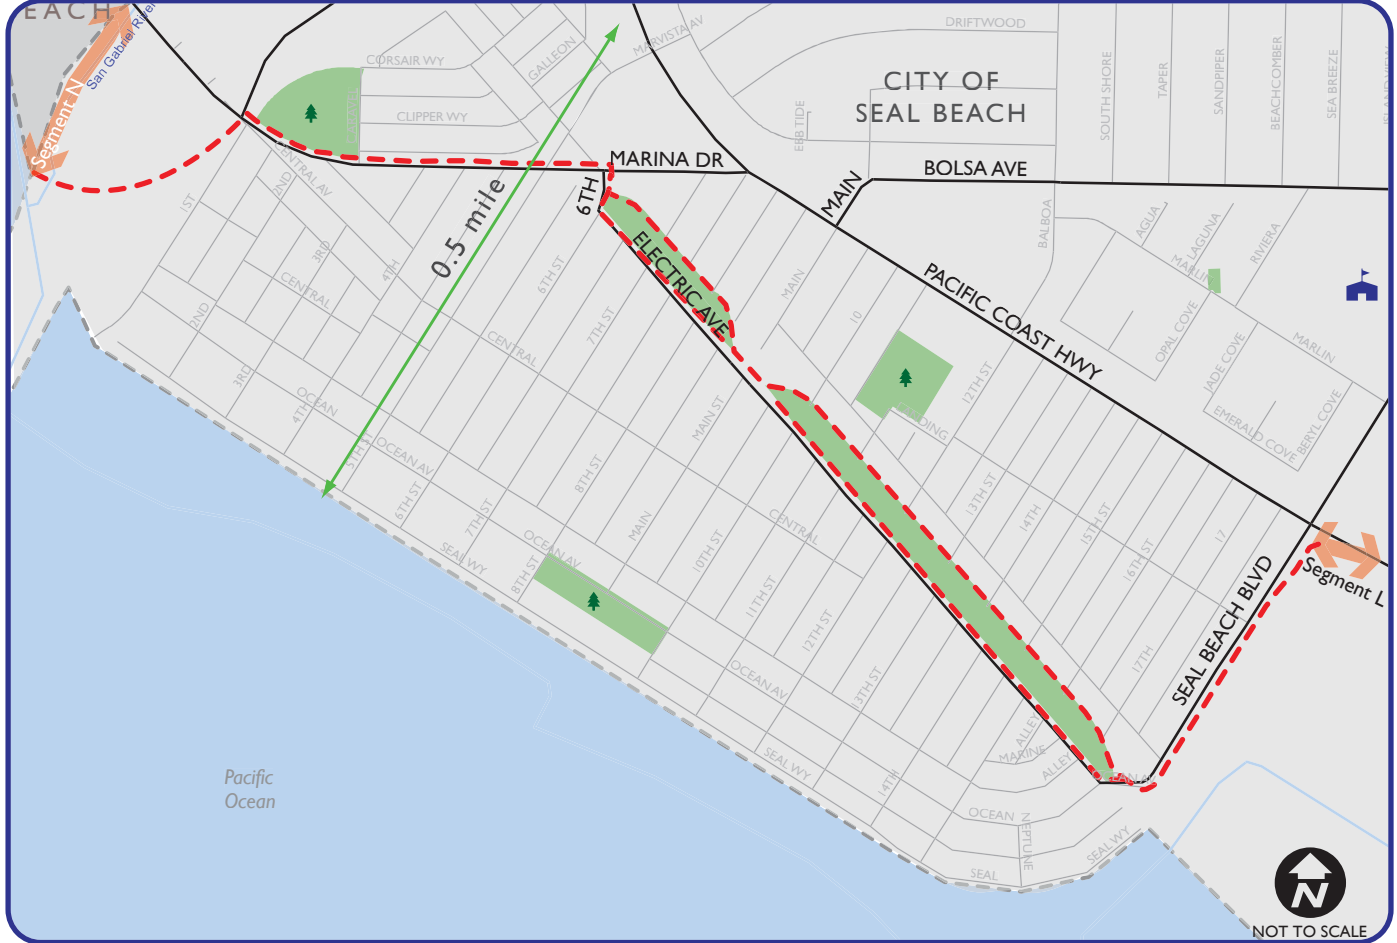 EACH
San Gabriel River
Segment N
DRIFTWOOD
MARVISTA AV
GALLEON
CORSAIR WY
CLIPPER WY
CITY OF
SEAL BEACH
EBB TIDE
SOUTH SHORE
TAPER
SANDPIPER
BEACHCOMBER
SEA BREEZE
MARINA DR
BOLSA AVE
MAIN
6TH
0.5 mile
CENTRAL AV
2ND
1ST
3RD
4TH
CENTRAL
2ND
3RD
4TH
5TH ST
OCEAN
OCEAN AV
6TH ST
7TH ST
CENTRAL
ELECTRIC AVE
MAIN
10
BALBOA
AGUA
LAGUNA
RIVIERA
MARLIN
PACIFIC COAST HWY
OPAL COVE
JADE COVE
MARLIN
EMERALD COVE
BERYL COVE
12TH ST
LANDING
MAIN ST
8TH ST
6TH ST
7TH ST
SEAL WY
8TH ST
OCEAN AV
MAIN
10TH ST
CENTRAL
11TH ST
12TH ST
13TH ST
14TH
15TH ST
16TH ST
17
17TH
SEAL BEACH BLVD
Segment L
OCEAN AV
3TH ST
SEAL WY
14TH
ALLEY
MARINE
ALLEY
OCEAN
NEPTUNE
SEAL
SEAL WY
Pacific
Ocean
N
NOT TO SCALE